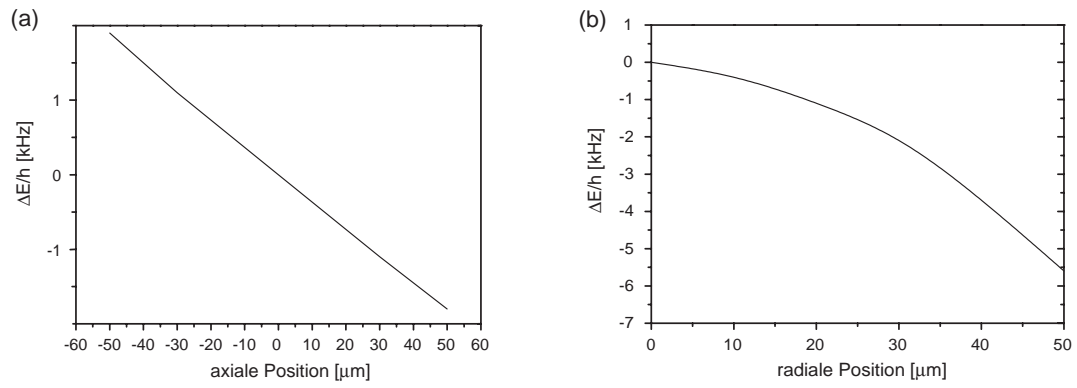 (a)
ΔE/h [kHz]
1
0
-1
-60 -50 -40 -30 -20 -10 0 10 20 30 40 50 60
axiale Position [μm]
(b)
ΔE/h [kHz]
1
0
-1
-2
-3
-4
-5
-6
-7
0 10 20 30 40 50
radiale Position [μm]